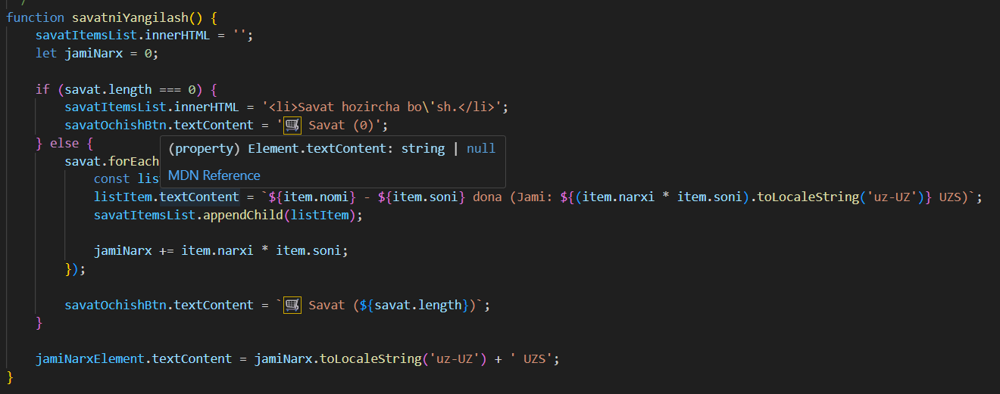 /
function savatniYangilash() {
savatItemsList.innerHTML = '';
let jamiNarx = 0;
if (savat.length === 0) {
savatItemsList.innerHTML = '<li>Savat hozircha bo\'sh.</li>';
savatOchishBtn.textContent = '🛒 Savat (0)';
} else {
(property) Element.textContent: string | null
savat.forEach
MDN Reference
const lis
listItem.textContent = `${item.nomi} - ${item.soni} dona (Jami: ${(item.narxi * item.soni).toLocaleString('uz-UZ')} UZS)`;
savatItemsList.appendChild(listItem);
jamiNarx += item.narxi * item.soni;
});
savatOchishBtn.textContent = `🛒 Savat (${savat.length})`;
}
jamiNarxElement.textContent = jamiNarx.toLocaleString('uz-UZ') + ' UZS';
}